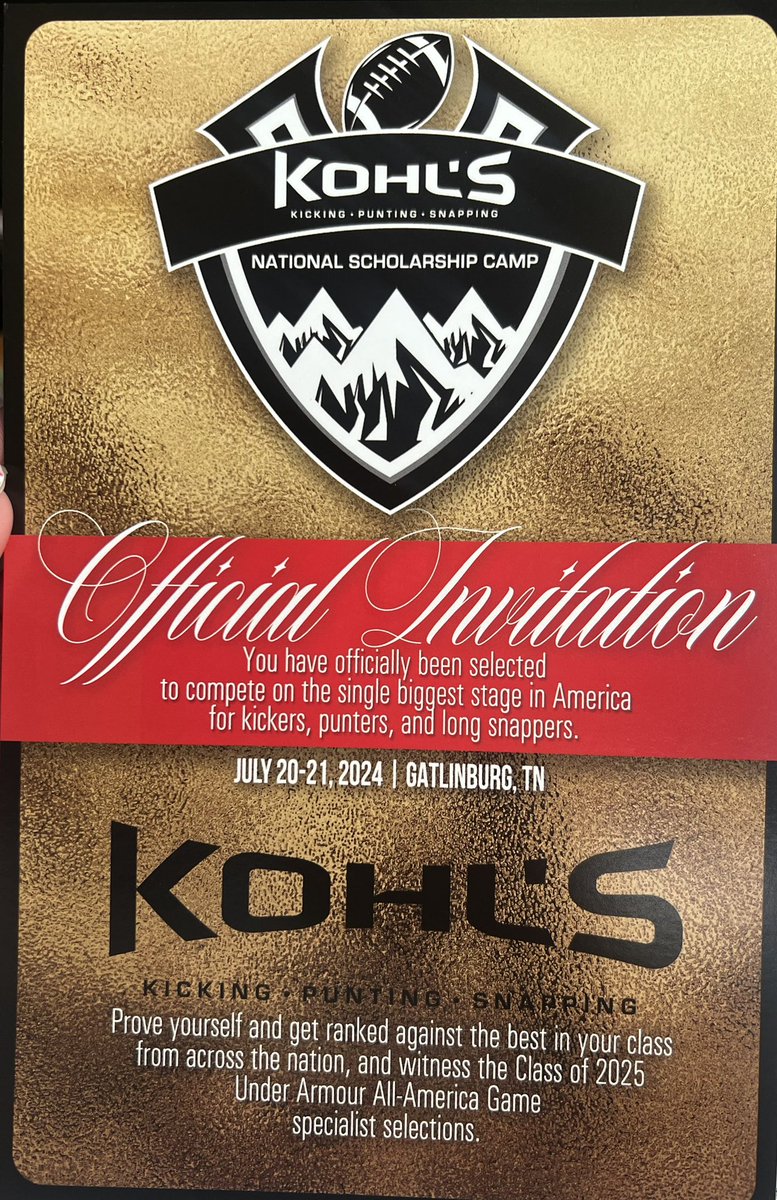 KOHL'S
KICKING • PUNTING • SNAPPING
NATIONAL SCHOLARSHIP CAMP
Official Invitation
You have officially been selected
to compete on the single biggest stage in America
for kickers, punters, and long snappers.
JULY 20-21, 2024 | GATLINBURG, TN
KOHL'S
KICKING • PUNTING • SNAPPING
Prove yourself and get ranked against the best in your class
from across the nation, and witness the Class of 2025
Under Armour All-America Game
specialist selections.